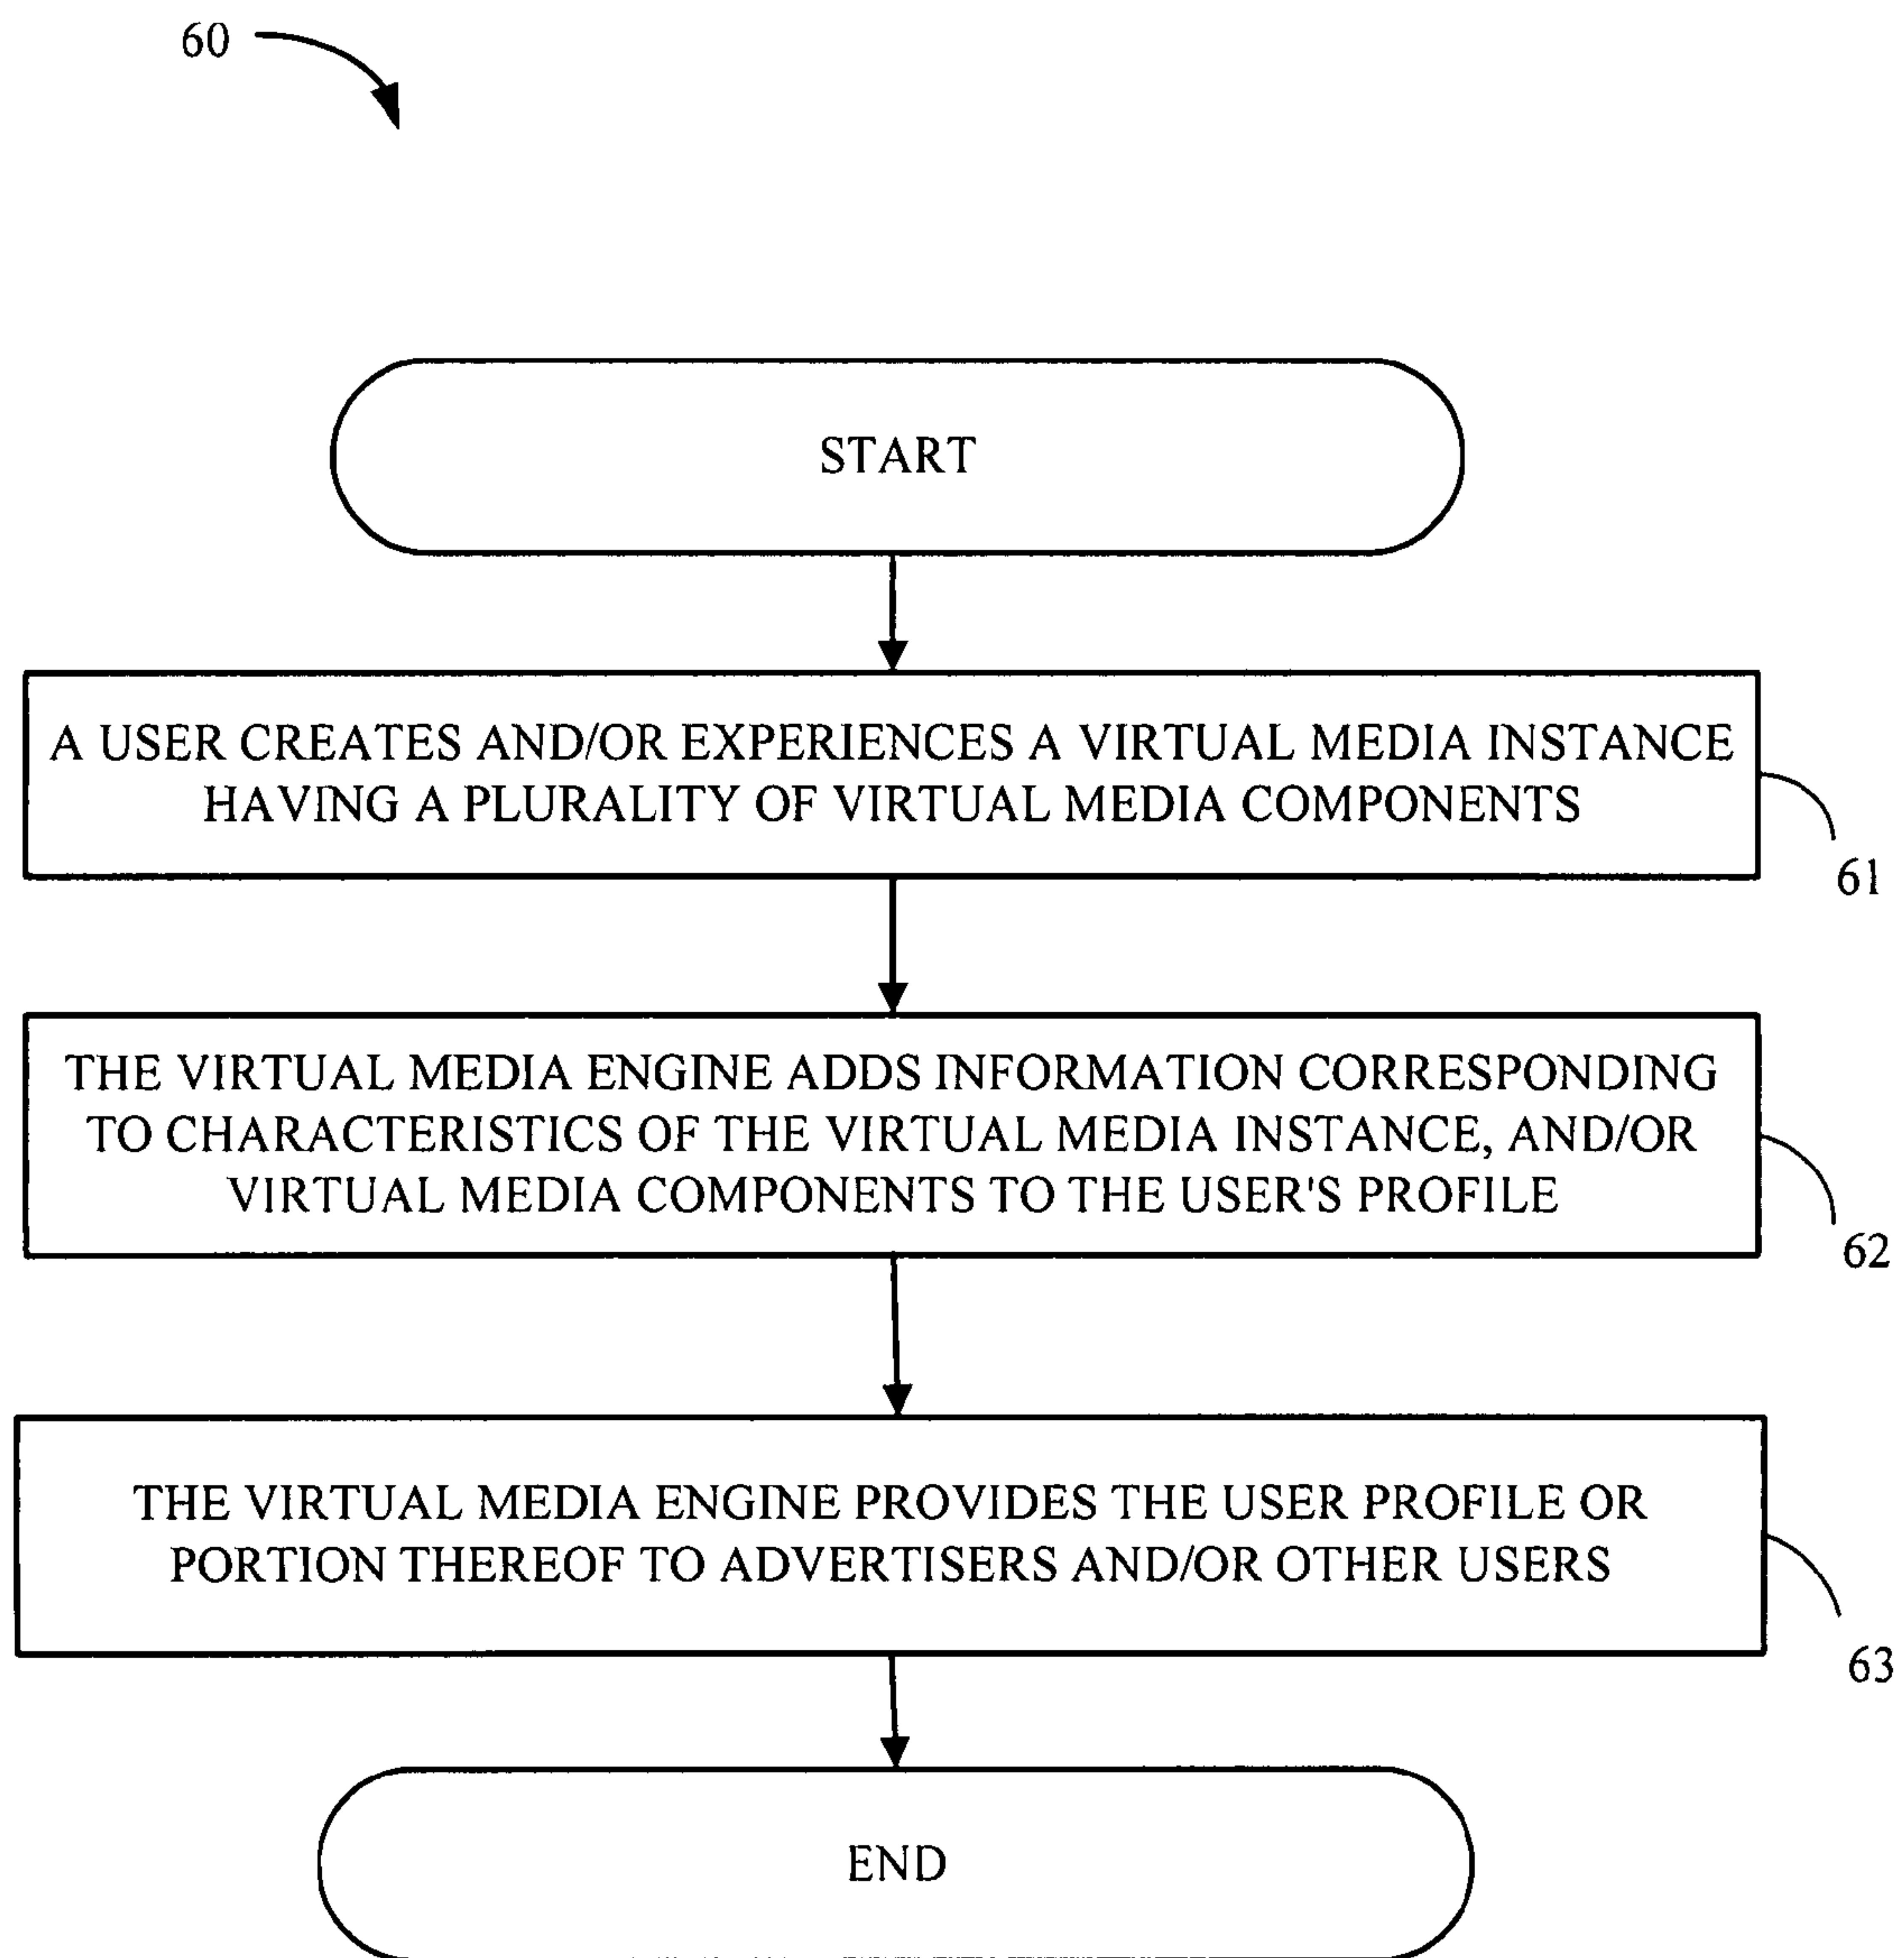 60
START
A USER CREATES AND/OR EXPERIENCES A VIRTUAL MEDIA INSTANCE
HAVING A PLURALITY OF VIRTUAL MEDIA COMPONENTS
61
THE VIRTUAL MEDIA ENGINE ADDS INFORMATION CORRESPONDING
TO CHARACTERISTICS OF THE VIRTUAL MEDIA INSTANCE, AND/OR
VIRTUAL MEDIA COMPONENTS TO THE USER'S PROFILE
62
THE VIRTUAL MEDIA ENGINE PROVIDES THE USER PROFILE OR
PORTION THEREOF TO ADVERTISERS AND/OR OTHER USERS
63
END